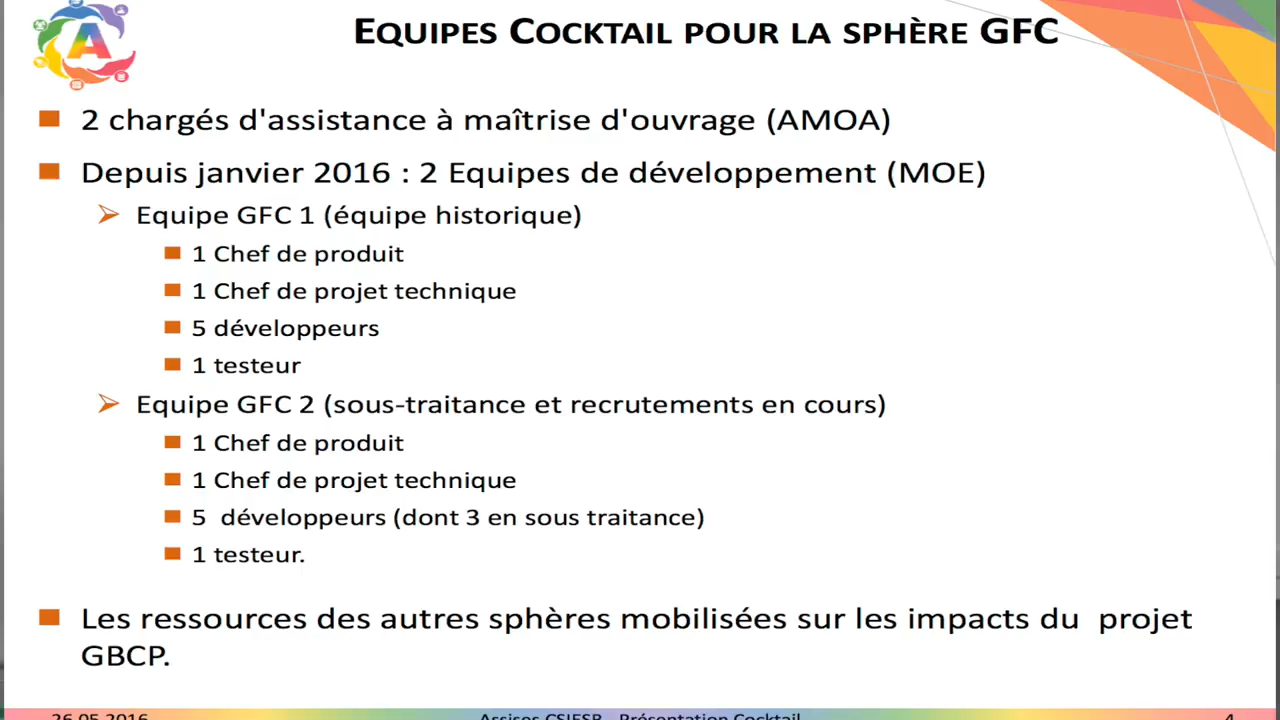 EQUIPES COCKTAIL POUR LA SPHÈRE GFC
2 chargés d'assistance à maîtrise d'ouvrage (AMOA)
Depuis janvier 2016 : 2 Equipes de développement (MOE)
Equipe GFC 1 (équipe historique)
1 Chef de produit
1 Chef de projet technique
5 développeurs
1 testeur
Equipe GFC 2 (sous-traitance et recrutements en cours)
1 Chef de produit
1 Chef de projet technique
5 développeurs (dont 3 en sous traitance)
1 testeur.
Les ressources des autres sphères mobilisées sur les impacts du projet
GBCP.
26.05.2016 Assises CSIESR - Présentation Cocktail 4